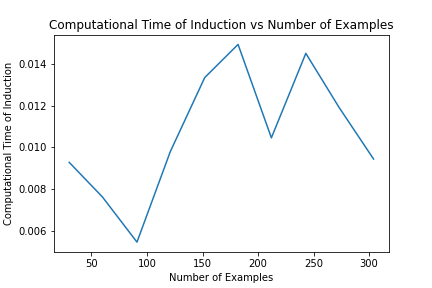 Computational Time of Induction vs Number of Examples
Computational Time of Induction
0.014
0.012
0.010
0.008
0.006
50 100 150 200 250 300
Number of Examples